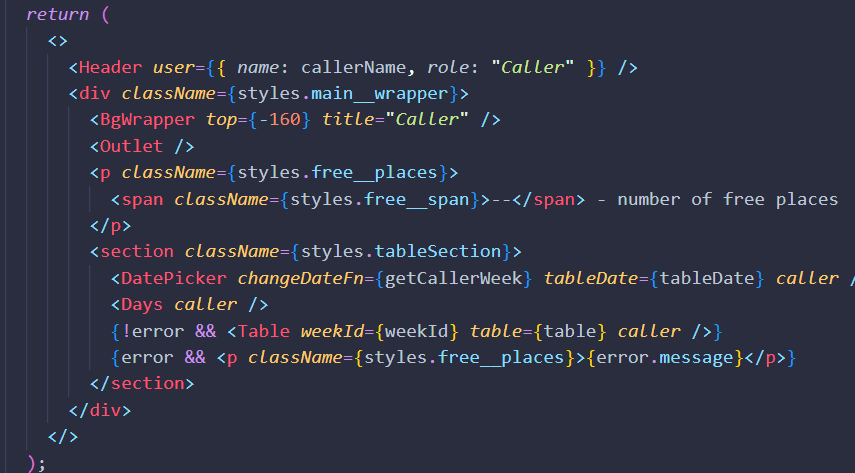 return (
<>
<Header user={{ name: callerName, role: "Caller" }} />
<div className={styles.main__wrapper}>
<BgWrapper top={-160} title="Caller" />
<Outlet />
<p className={styles.free__places}>
<span className={styles.free__span}>--</span> - number of free places
</p>
<section className={styles.tableSection}>
<DatePicker changeDateFn={getCallerWeek} tableDate={tableDate} caller /
<Days caller />
{!error && <Table weekId={weekId} table={table} caller />}
{error && <p className={styles.free__places}>{error.message}</p>}
</section>
</div>
</>
);